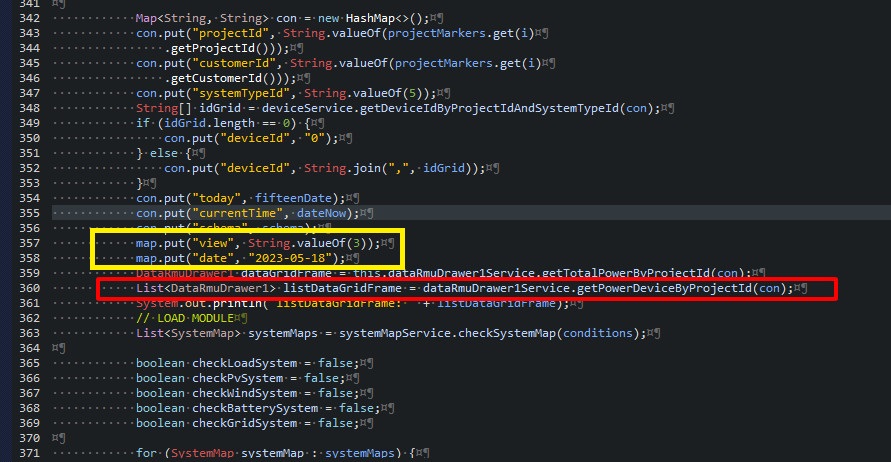 341
342 Map<String, String> con = new HashMap<>();
343 con.put("projectId", String.valueOf(projectMarkers.get(i)
344 .getProjectId()));
345 con.put("customerId", String.valueOf(projectMarkers.get(i)
346 .getCustomerId()));
347 con.put("systemTypeId", String.valueOf(5));
348 String[] idGrid = deviceService.getDeviceIdByProjectIdAndSystemTypeId(con);
349 if (idGrid.length == 0) {
350 con.put("deviceId", "0");
351 } else {
352 con.put("deviceId", String.join(",", idGrid));
353 }
354 con.put("today", fifteenDate);
355 con.put("currentTime", dateNow);
356 con.put("schema", schema);
357 map.put("view", String.valueOf(3));
358 map.put("date", "2023-05-18");
359 DataRmuDrawer1 dataGridFrame = this.dataRmuDrawer1Service.getTotalPowerByProjectId(con);
360 List<DataRmuDrawer1> listDataGridFrame = dataRmuDrawer1Service.getPowerDeviceByProjectId(con);
361 System.out.println("listDataGridFrame: " + listDataGridFrame);
362 // LOAD MODULE
363 List<SystemMap> systemMaps = systemMapService.checkSystemMap(conditions);
364
365 boolean checkLoadSystem = false;
366 boolean checkPvSystem = false;
367 boolean checkWindSystem = false;
368 boolean checkBatterySystem = false;
369 boolean checkGridSystem = false;
370
371 for (SystemMap systemMap : systemMaps) {